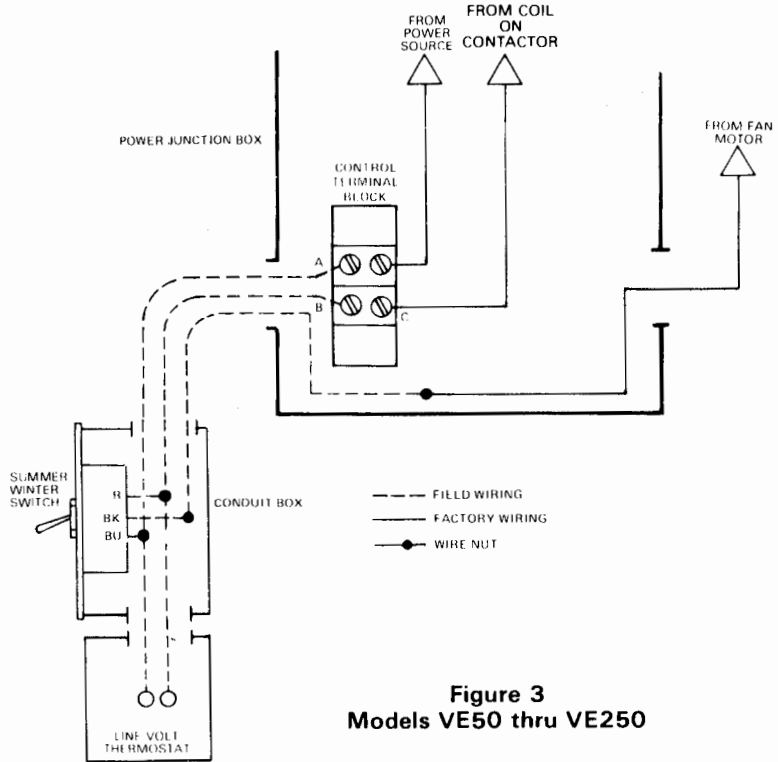 FROM
POWER
SOURCE
FROM COIL
ON
CONTACTOR
FROM FAN
MOTOR
POWER JUNCTION BOX
CONTROL
TERMINAL
BLOCK
A
B
C
SUMMER
WINTER
SWITCH
R
BK
BU
CONDUIT BOX
FIELD WIRING
FACTORY WIRING
WIRE NUT
LINE VOLT
THERMOSTAT
Figure 3
Models VE50 thru VE250